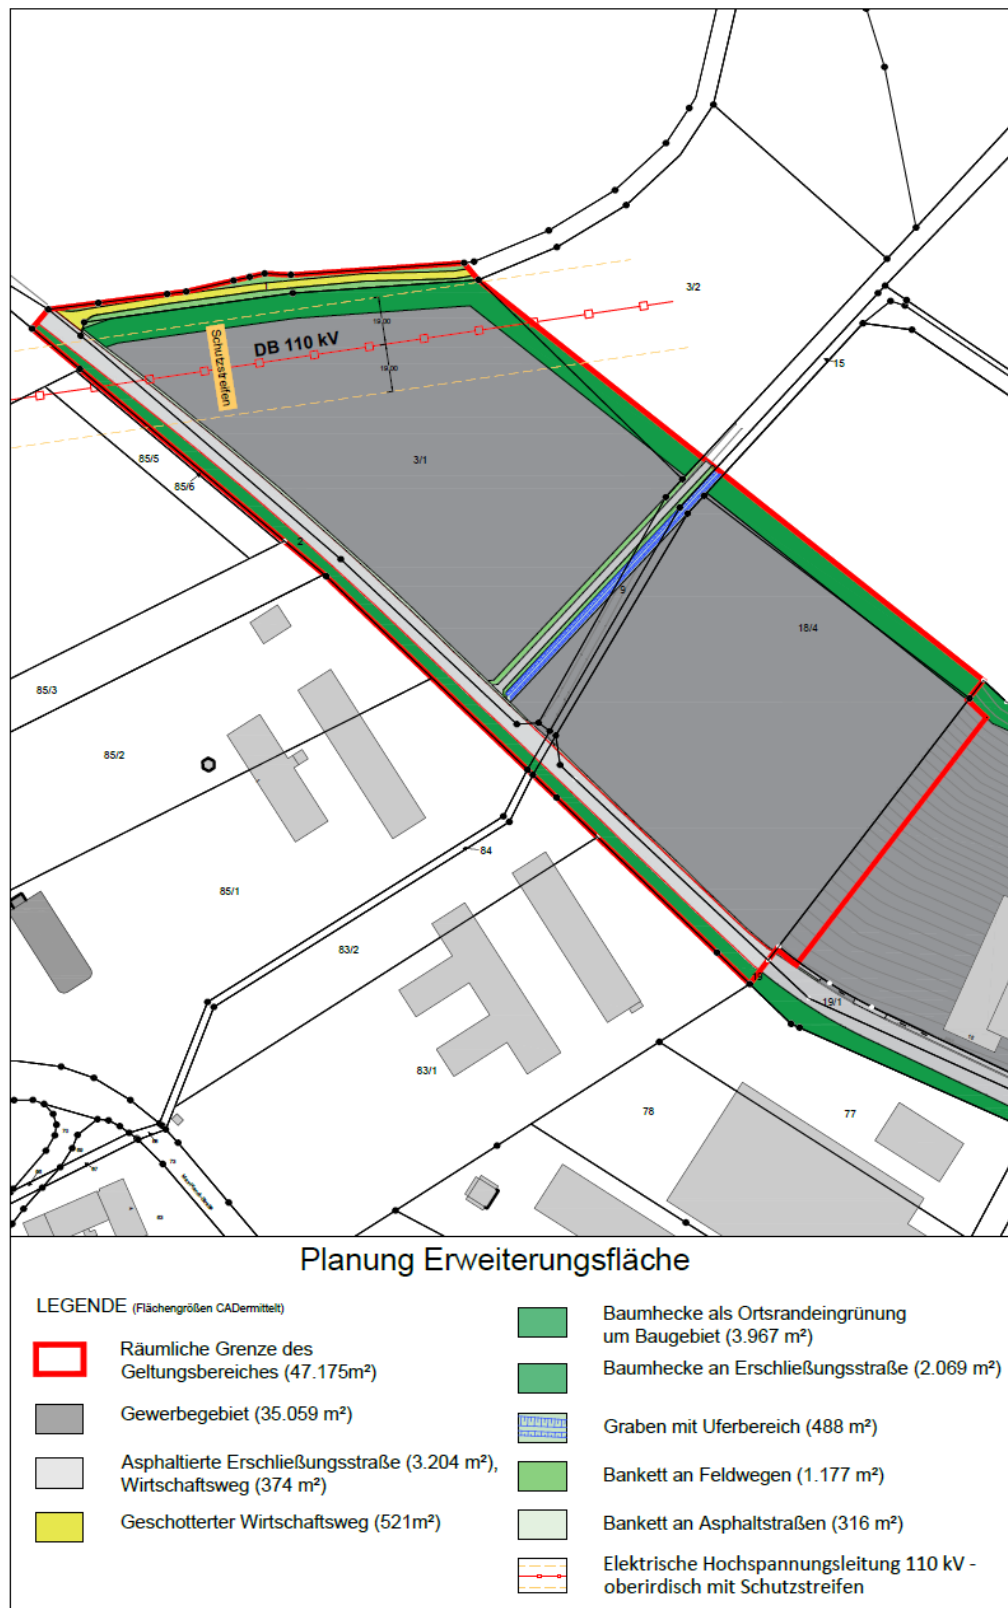 3/2
15
19.00
DB 110 kV
Schutzstreifen
19.00
3/1
85/5
85/6
2
9
18/4
85/3
85/2
84
85/1
83/2
19
19/1
83/1
78
77
73
Planung Erweiterungsfläche
LEGENDE (Flächengrößen CADermittelt)
Räumliche Grenze des
Geltungsbereiches (47.175m²)
Gewerbegebiet (35.059 m²)
Asphaltierte Erschließungsstraße (3.204 m²),
Wirtschaftsweg (374 m²)
Geschotterter Wirtschaftsweg (521m²)
Baumhecke als Ortsrandeingrünung
um Baugebiet (3.967 m²)
Baumhecke an Erschließungsstraße (2.069 m²)
Graben mit Uferbereich (488 m²)
Bankett an Feldwegen (1.177 m²)
Bankett an Asphaltstraßen (316 m²)
Elektrische Hochspannungsleitung 110 kV -
oberirdisch mit Schutzstreifen